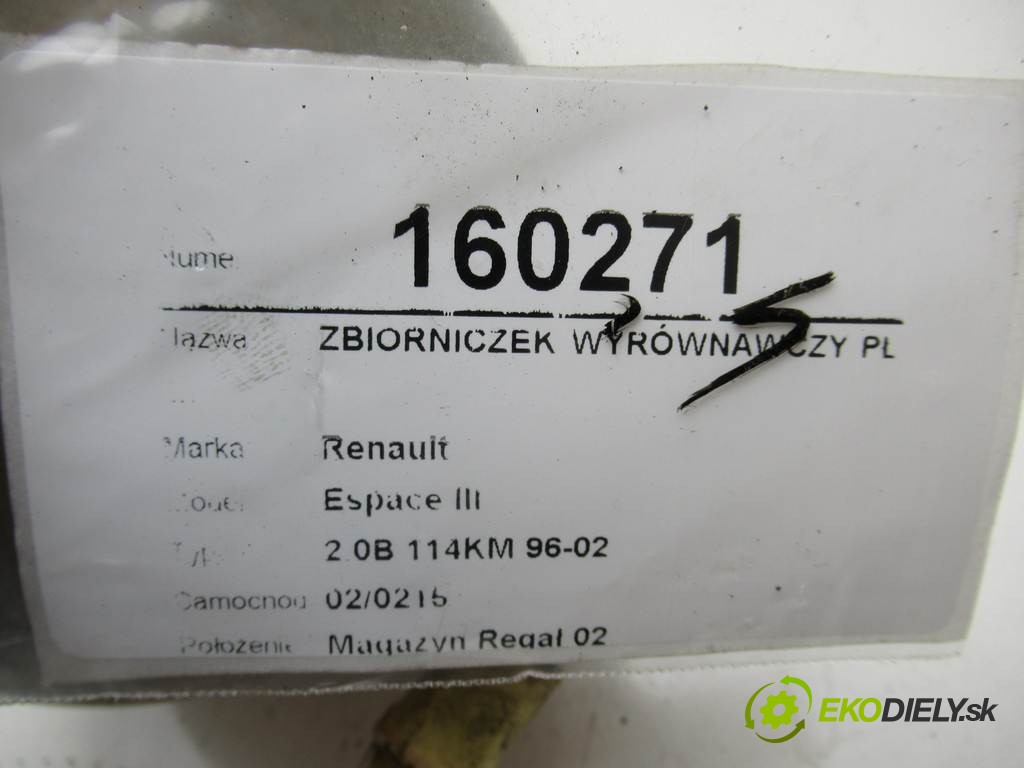 160271
ZBIORNICZEK WYRÓWNAWCZY PŁ
Marka Renault
Espace III
2.0B 114KM 96-02
02/0215
Położenie Magazyn Regał 02
EKODIELY.sk